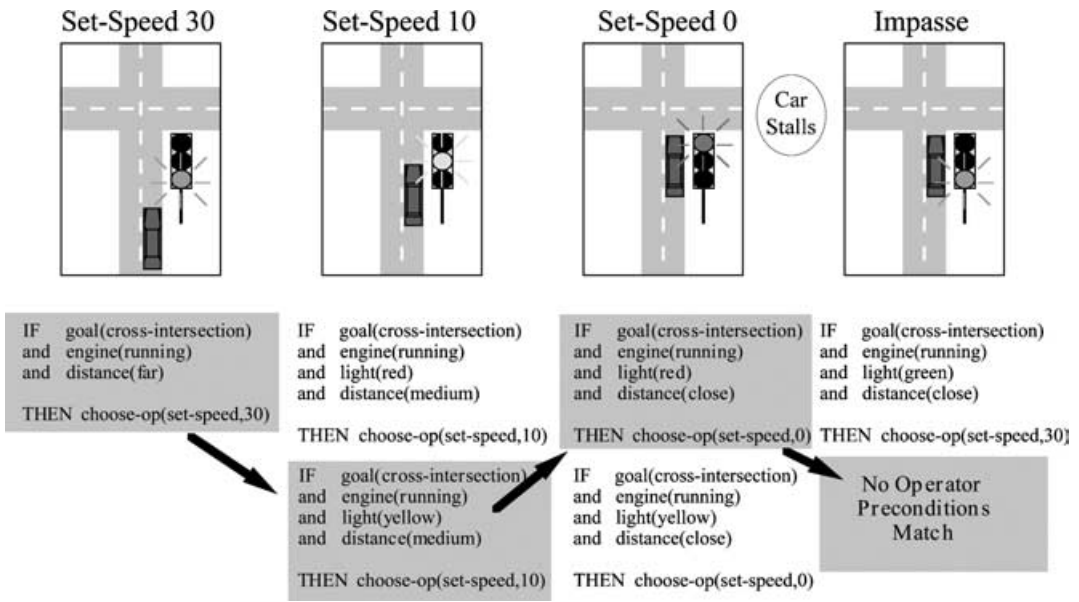 Set-Speed 30
Set-Speed 10
Set-Speed 0
Impasse
Car
Stalls
IF goal(cross-intersection)
and engine(running)
and distance(far)
THEN choose-op(set-speed,30)
IF goal(cross-intersection)
and engine(running)
and light(red)
and distance(medium)
THEN choose-op(set-speed,10)
IF goal(cross-intersection)
and engine(running)
and light(yellow)
and distance(medium)
THEN choose-op(set-speed,10)
IF goal(cross-intersection)
and engine(running)
and light(red)
and distance(close)
THEN choose-op(set-speed,0)
IF goal(cross-intersection)
and engine(running)
and light(yellow)
and distance(close)
THEN choose-op(set-speed,0)
IF goal(cross-intersection)
and engine(running)
and light(green)
and distance(close)
THEN choose-op(set-speed,30)
No Operator
Preconditions
Match